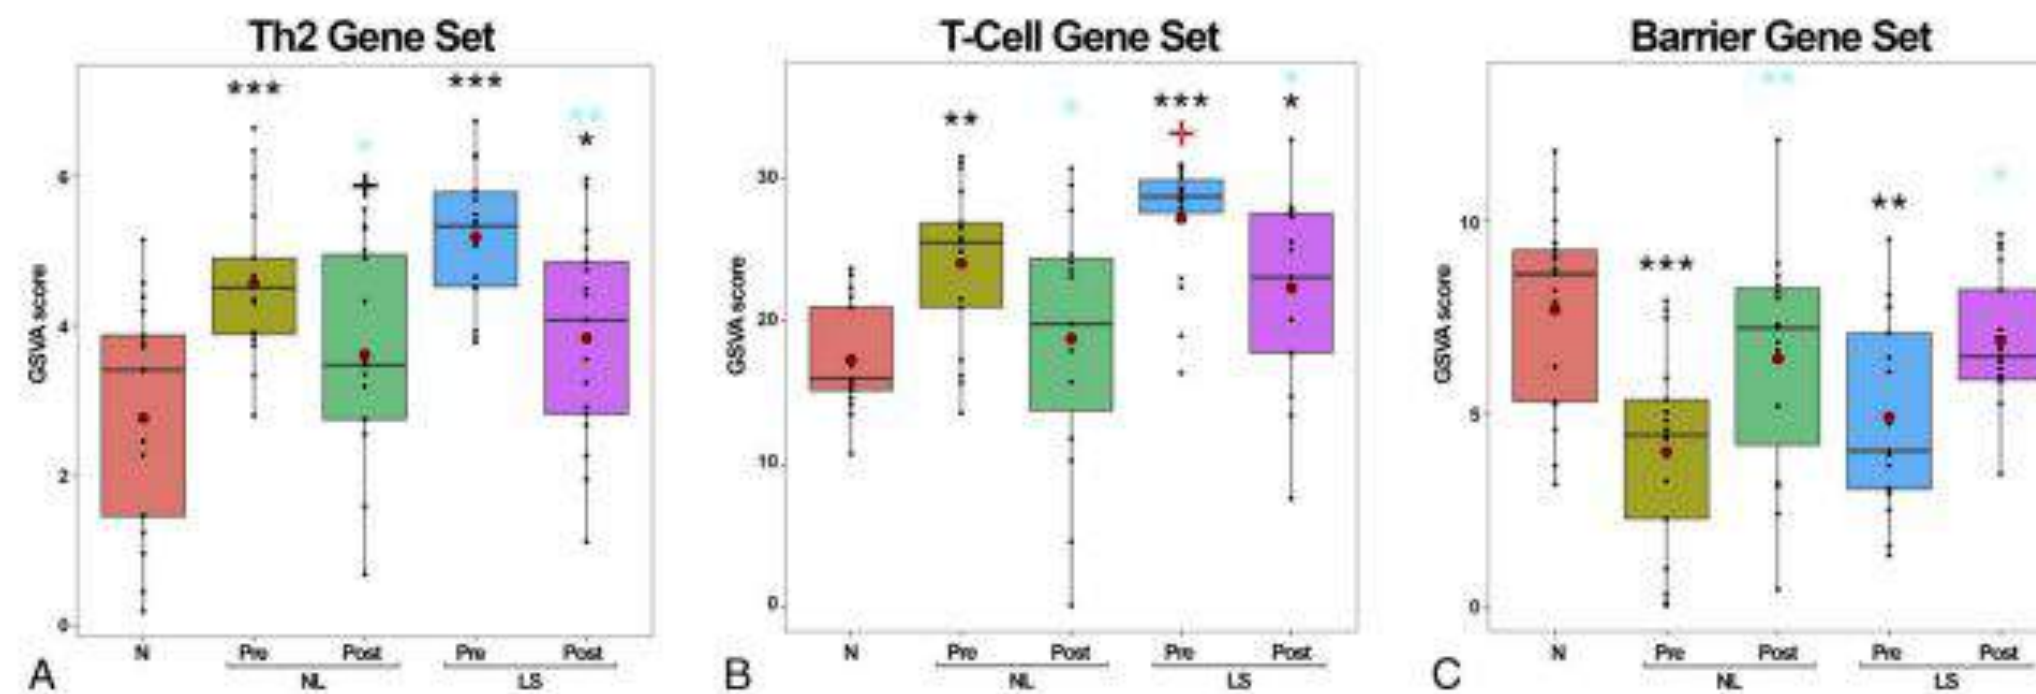 Th2 Gene Set
***
***
**
*
*
+
GSVA score
6
4
2
0
N
Pre
Post
Pre
Post
NL
LS
A
T-Cell Gene Set
**
*
***
*
*
+
GSVA score
30
20
10
0
N
Pre
Post
Pre
Post
NL
LS
B
Barrier Gene Set
**
*
**
***
GSVA score
10
5
0
N
Pre
Post
Pre
Post
NL
LS
C